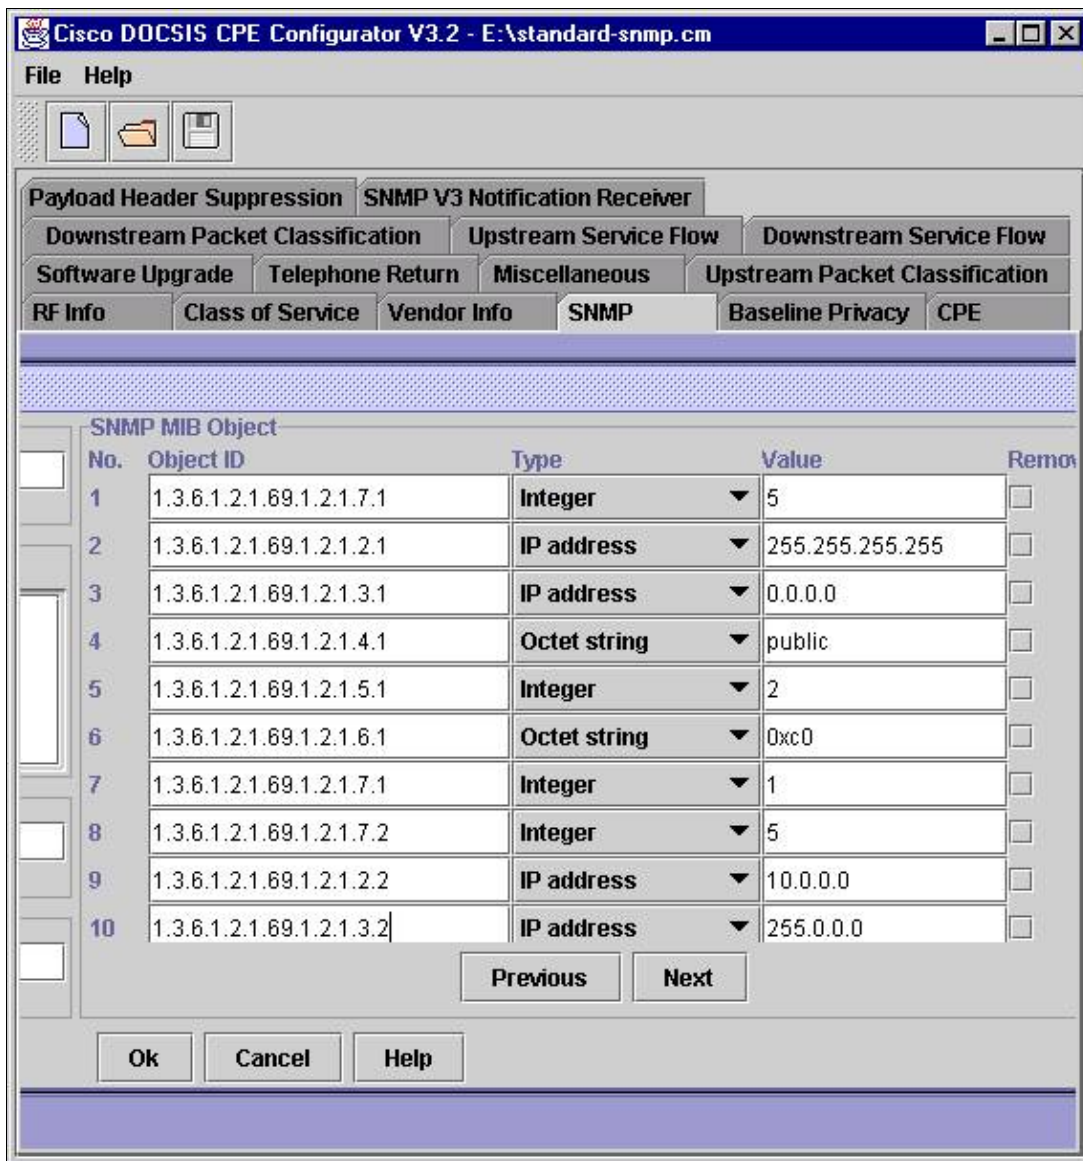 Cisco DOCSIS CPE Configurator V3.2 - E:\standard-snmp.cm
File Help
Payload Header Suppression SNMP V3 Notification Receiver
Downstream Packet Classification Upstream Service Flow Downstream Service Flow
Software Upgrade Telephone Return Miscellaneous Upstream Packet Classification
RF Info Class of Service Vendor Info SNMP Baseline Privacy CPE
SNMP MIB Object
No. Object ID Type Value Remov
1 1.3.6.1.2.1.69.1.2.1.7.1 Integer 5
2 1.3.6.1.2.1.69.1.2.1.2.1 IP address 255.255.255.255
3 1.3.6.1.2.1.69.1.2.1.3.1 IP address 0.0.0.0
4 1.3.6.1.2.1.69.1.2.1.4.1 Octet string public
5 1.3.6.1.2.1.69.1.2.1.5.1 Integer 2
6 1.3.6.1.2.1.69.1.2.1.6.1 Octet string 0xc0
7 1.3.6.1.2.1.69.1.2.1.7.1 Integer 1
8 1.3.6.1.2.1.69.1.2.1.7.2 Integer 5
9 1.3.6.1.2.1.69.1.2.1.2.2 IP address 10.0.0.0
10 1.3.6.1.2.1.69.1.2.1.3.2 IP address 255.0.0.0
Previous Next
Ok Cancel Help